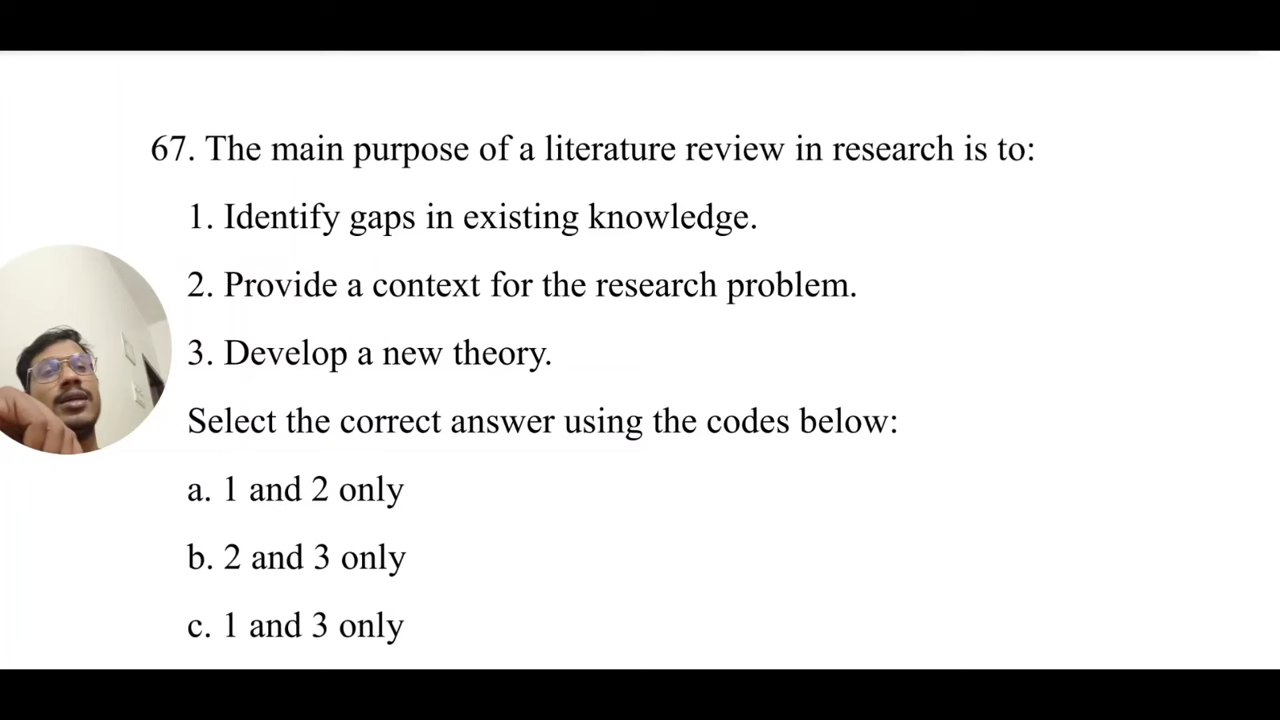 67. The main purpose of a literature review in research is to:
1. Identify gaps in existing knowledge.
2. Provide a context for the research problem.
3. Develop a new theory.
Select the correct answer using the codes below:
a. 1 and 2 only
b. 2 and 3 only
c. 1 and 3 only